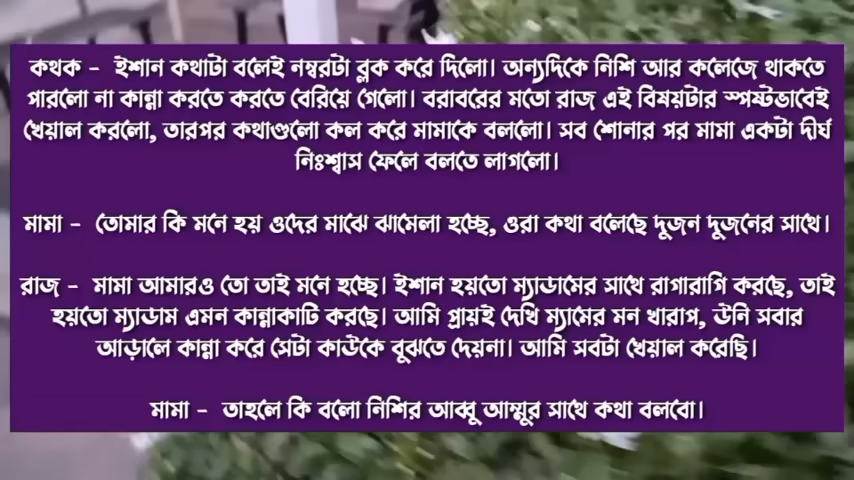 কথক - ইশান কথাটা বলেই নম্বরটা ব্লক করে দিলো। অন্যদিকে নিশি আর কলেজে থাকতে
পারলো না কান্না করতে করতে বেরিয়ে গেলো। বরাবরের মতো রাজ এই বিষয়টার স্পষ্টভাবেই
খেয়াল করলো, তারপর কথাগুলো কল করে মামাকে বললো। সব শোনার পর মামা একটা দীর্ঘ
নিঃশ্বাস ফেলে বলতে লাগলো।
মামা - তোমার কি মনে হয় ওদের মাঝে ঝামেলা হচ্ছে, ওরা কথা বলেছে দুজন দুজনের সাথে।
রাজ - মামা আমারও তো তাই মনে হচ্ছে। ইশান হয়তো ম্যাডামের সাথে রাগারাগি করছে, তাই
হয়তো ম্যাডাম এমন কান্নাকাটি করছে। আমি প্রায়ই দেখি ম্যামের মন খারাপ, উনি সবার
আড়ালে কান্না করে সেটা কাউকে বুঝতে দেয়না। আমি সবটা খেয়াল করেছি।
মামা - তাহলে কি বলো নিশির আব্বু আম্মুর সাথে কথা বলবো।